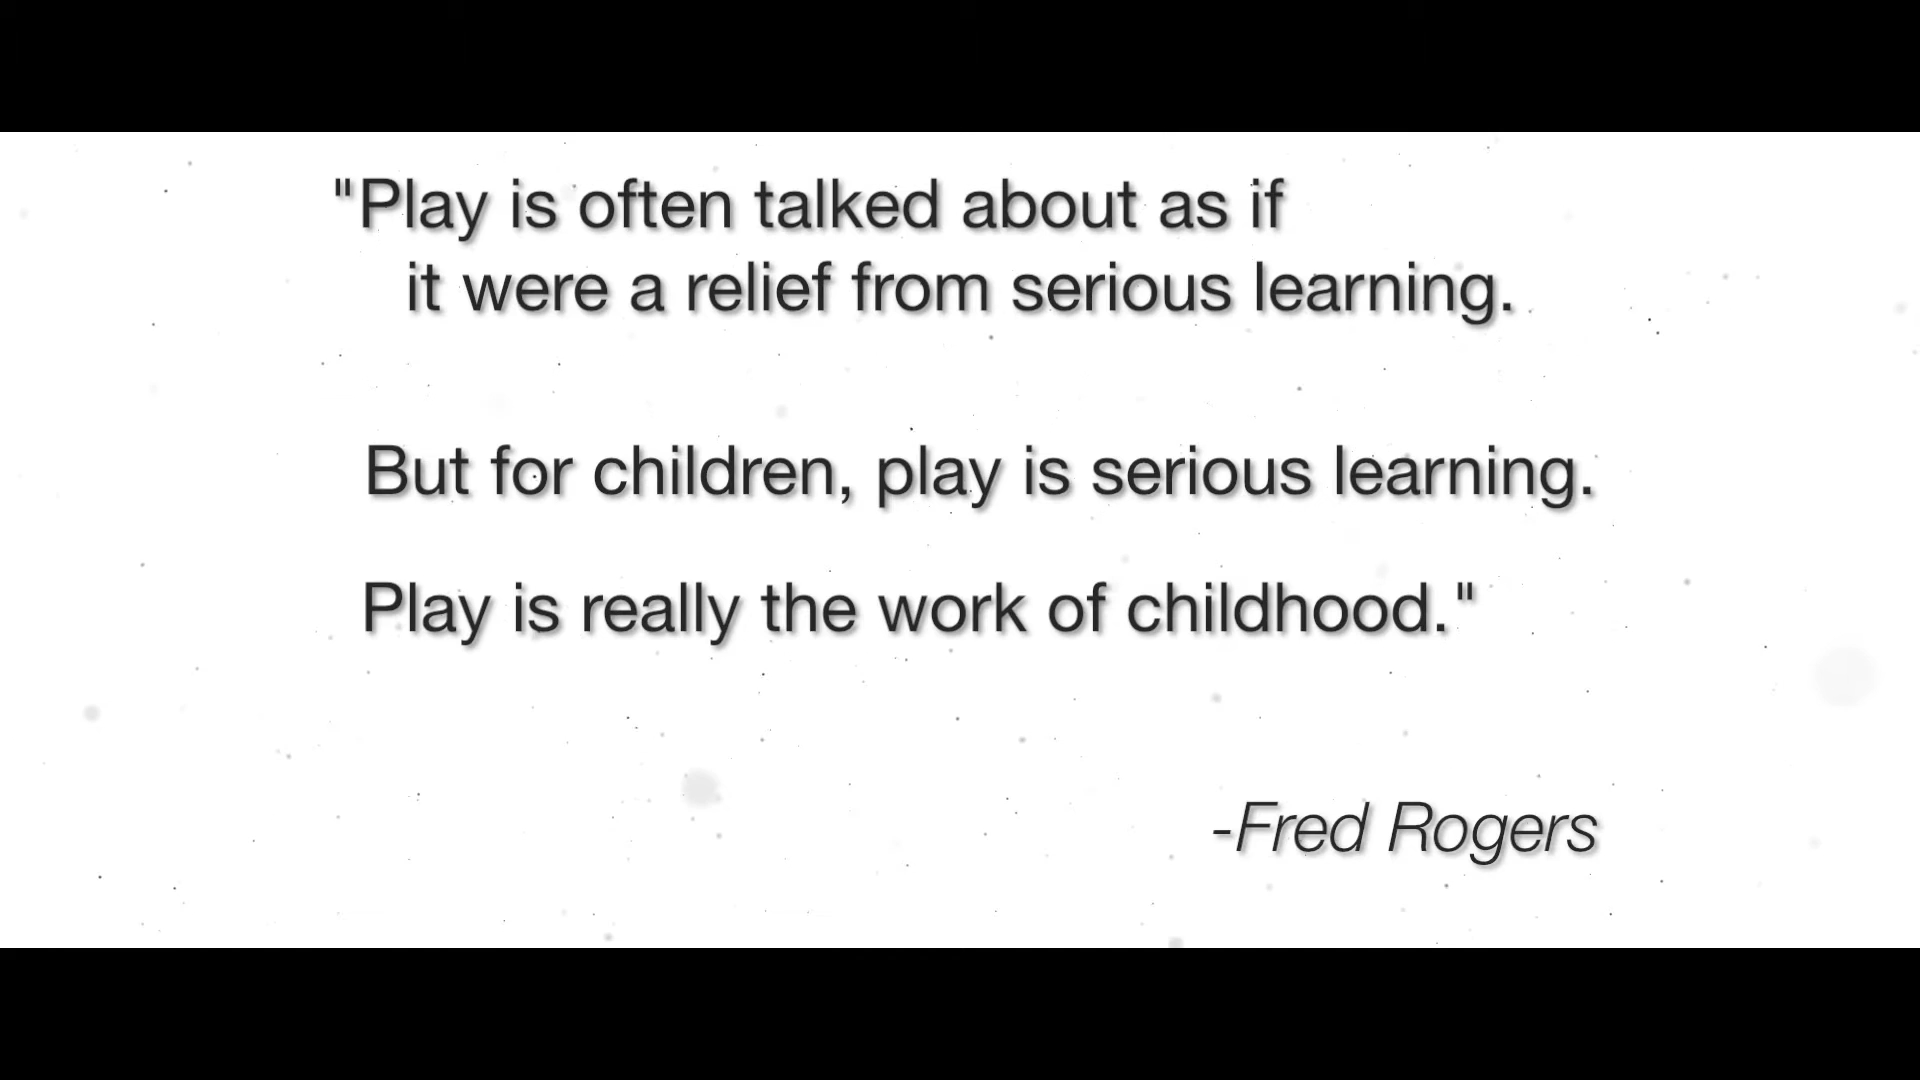 "Play is often talked about as if
it were a relief from serious learning.
But for children, play is serious learning.
Play is really the work of childhood."
-Fred Rogers